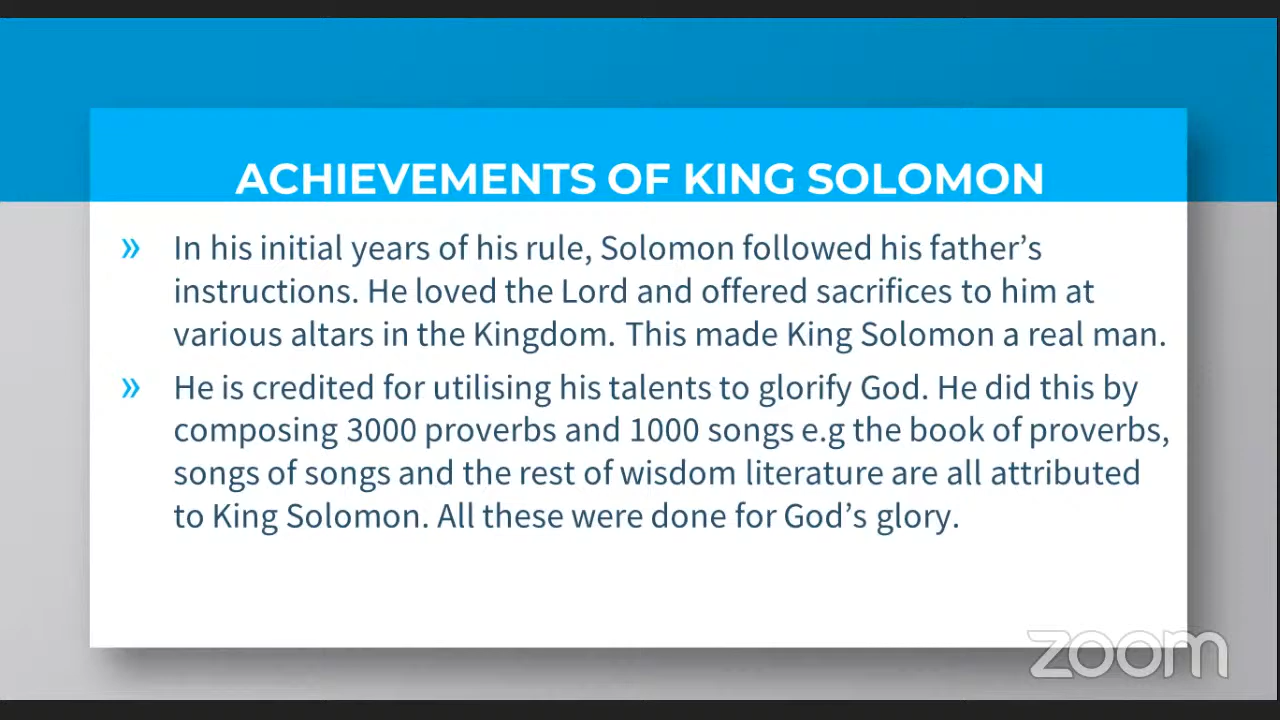 ACHIEVEMENTS OF KING SOLOMON
» In his initial years of his rule, Solomon followed his father’s
instructions. He loved the Lord and offered sacrifices to him at
various altars in the Kingdom. This made King Solomon a real man.
» He is credited for utilising his talents to glorify God. He did this by
composing 3000 proverbs and 1000 songs e.g the book of proverbs,
songs of songs and the rest of wisdom literature are all attributed
to King Solomon. All these were done for God’s glory.
zoom